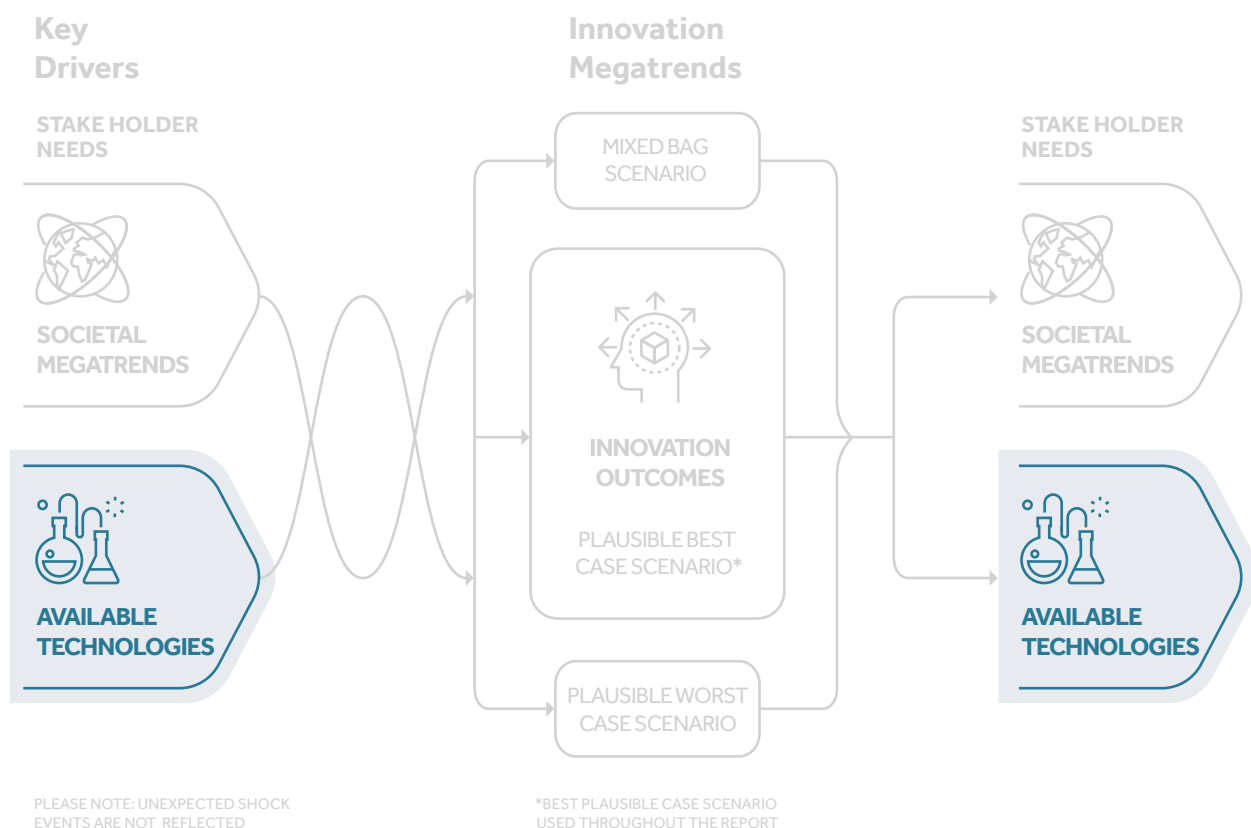 Key
Drivers
STAKE HOLDER
NEEDS
SOCIETAL
MEGATRENDS
AVAILABLE
TECHNOLOGIES
PLEASE NOTE: UNEXPECTED SHOCK
EVENTS ARE NOT REFLECTED
Innovation
Megatrends
MIXED BAG
SCENARIO
INNOVATION
OUTCOMES
PLAUSIBLE BEST
CASE SCENARIO*
PLAUSIBLE WORST
CASE SCENARIO
*BEST PLAUSIBLE CASE SCENARIO
USED THROUGHOUT THE REPORT
STAKE HOLDER
NEEDS
SOCIETAL
MEGATRENDS
AVAILABLE
TECHNOLOGIES